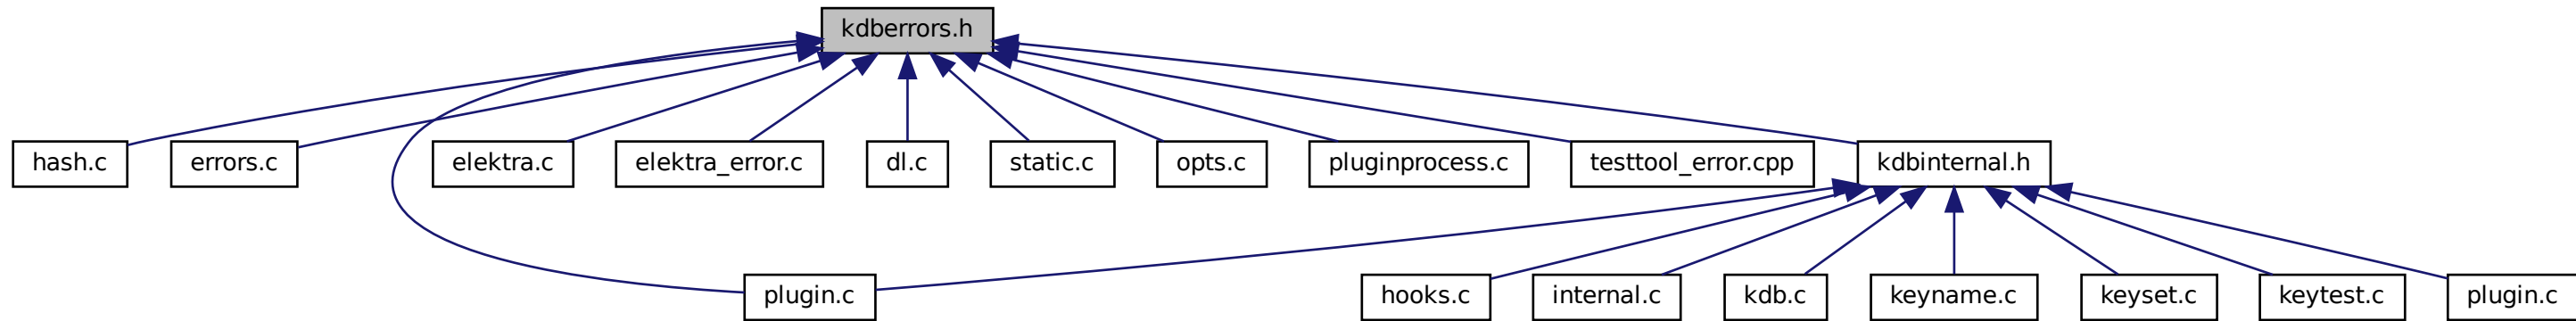 kdberrors.h
hash.c
errors.c
elektra.c
elektra_error.c
dl.c
static.c
opts.c
pluginprocess.c
testtool_error.cpp
kdbinternal.h
plugin.c
hooks.c
internal.c
kdb.c
keyname.c
keyset.c
keytest.c
plugin.c